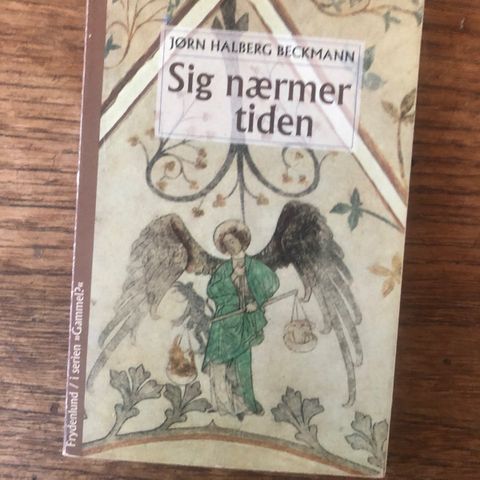 JØRN HALBERG BECKMANN
Sig nærmer
tiden
Frydenlund / i serien »Gammel?«